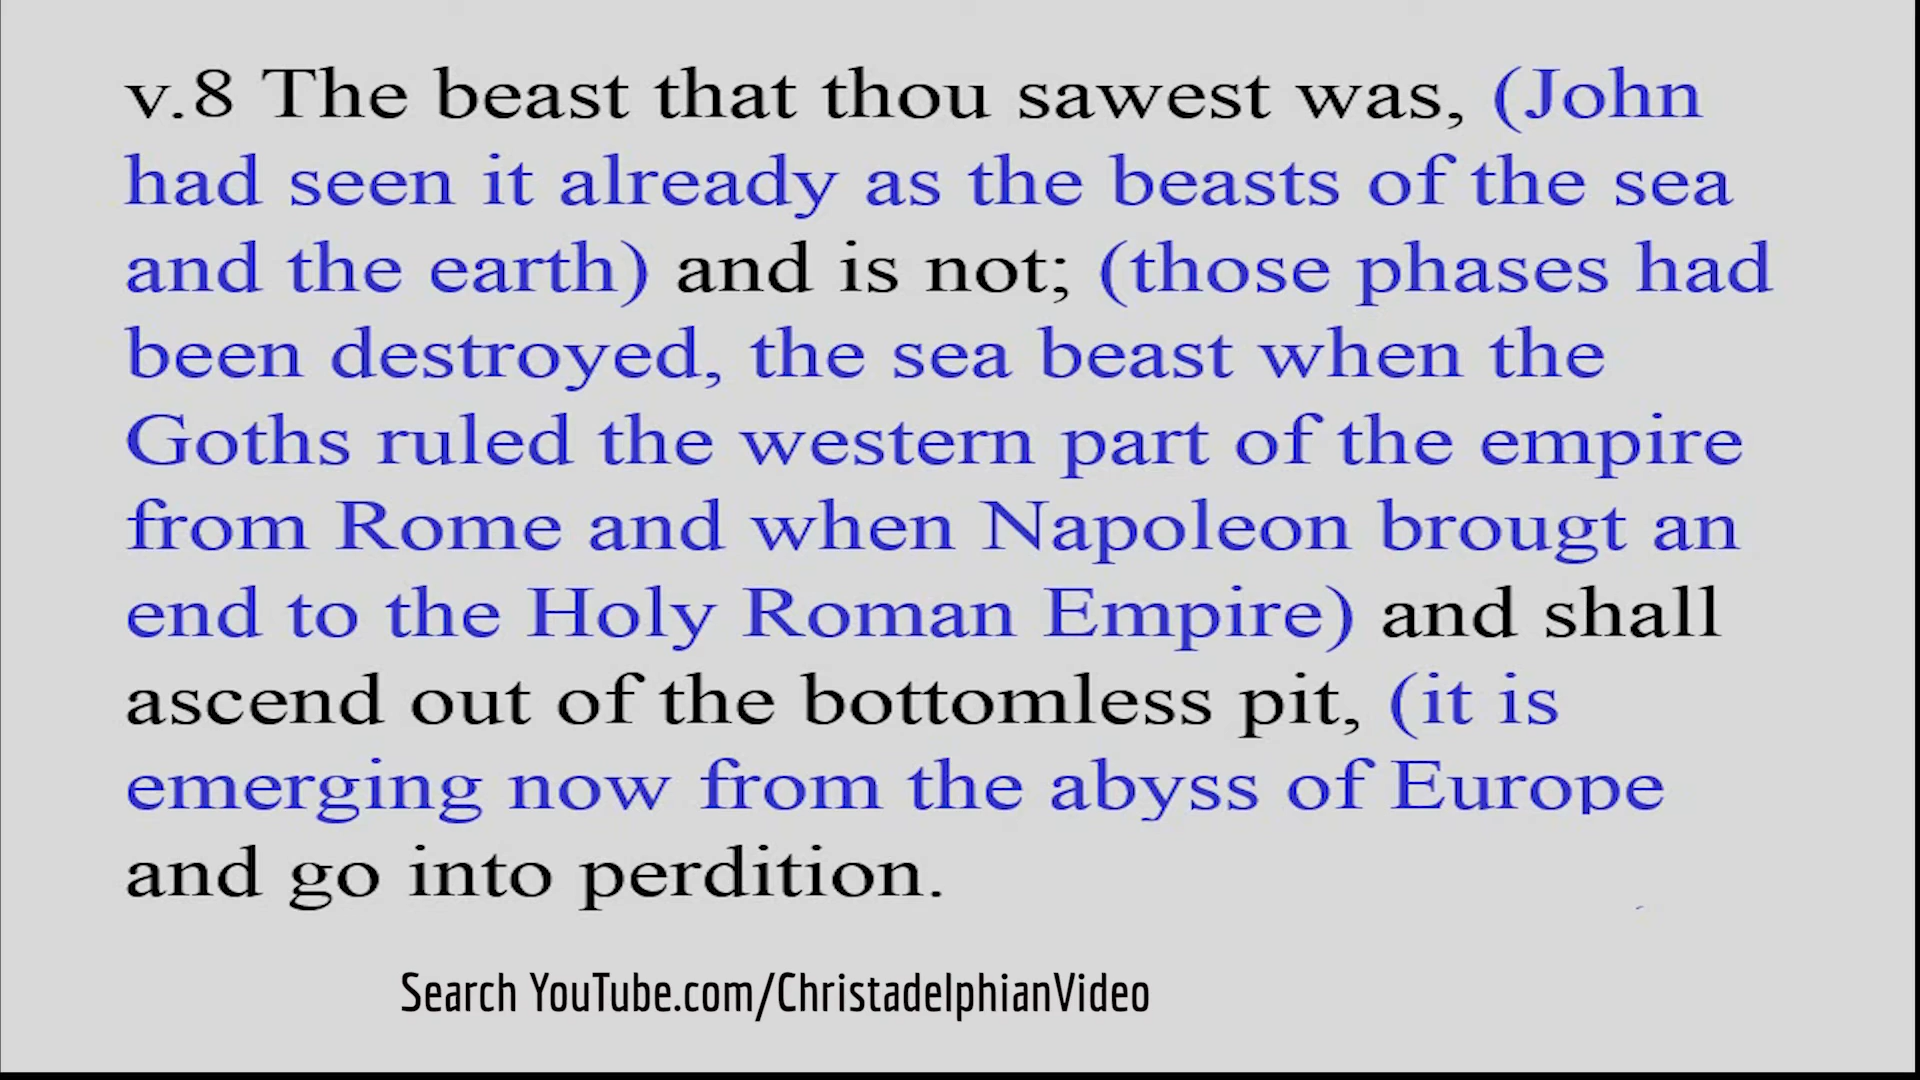 v.8 The beast that thou sawest was, (John
had seen it already as the beasts of the sea
and the earth) and is not; (those phases had
been destroyed, the sea beast when the
Goths ruled the western part of the empire
from Rome and when Napoleon brougt an
end to the Holy Roman Empire) and shall
ascend out of the bottomless pit, (it is
emerging now from the abyss of Europe
and go into perdition.
Search YouTube.com/ChristadelphianVideo